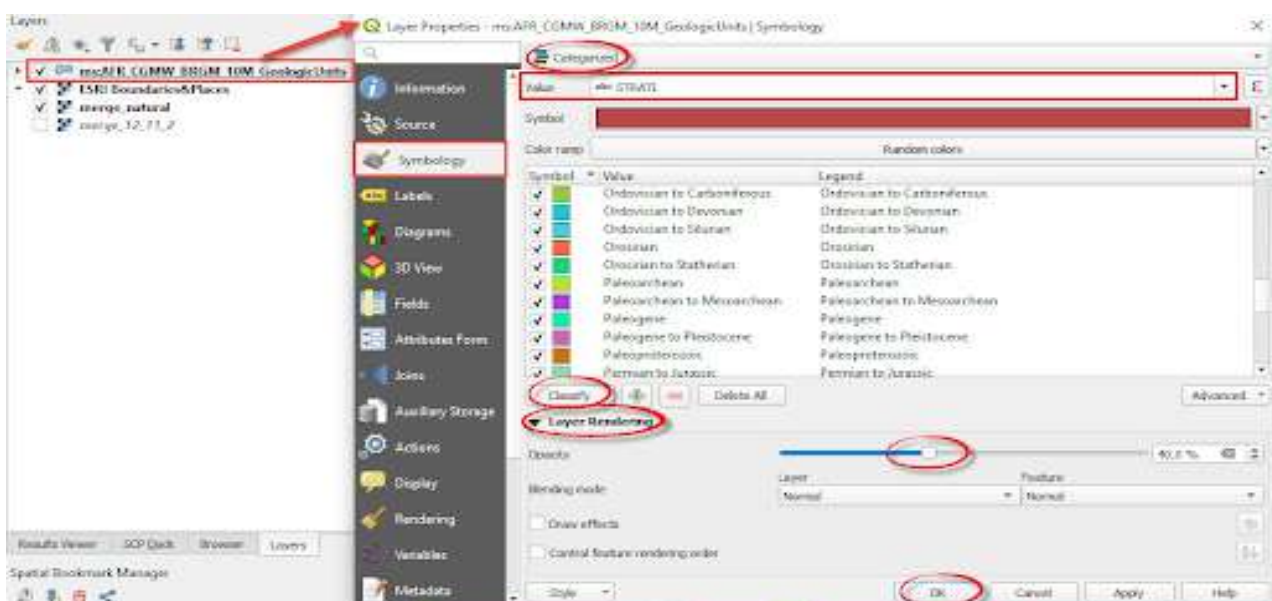 Layers
Layer Properties - ms:AFR_CGMW_BRGM_10M_GeologicUnits | Symbology
ms:AFR_CGMW_BRGM_10M_GeologicUnits
ESRI Boundaries&Places
merge_natural
merge_12_11_2
Information
Source
Symbology
Labels
Diagrams
3D View
Fields
Attributes Form
Joins
Auxiliary Storage
Actions
Display
Rendering
Variables
Metadata
Categorized
Value abc
Symbol
Color ramp Random colors
Symbol Value Legend
Ordovician to Carboniferous Ordovician to Carboniferous
Ordovician to Devonian Ordovician to Devonian
Ordovician to Silurian Ordovician to Silurian
Orosirian Orosirian
Orosirian to Statherian Orosirian to Statherian
Paleoarchean Paleoarchean
Paleoarchean to Mesoarchean Paleoarchean to Mesoarchean
Paleogene Paleogene
Paleogene to Pleistocene Paleogene to Pleistocene
Paleoproterozoic Paleoproterozoic
Permian to Jurassic Permian to Jurassic
Classify Delete All Advanced
Layer Rendering
Opacity %
Layer Feature
Blending mode Normal Normal
Draw effects
Control feature rendering order
Style OK Cancel Apply Help
Results Viewer SCP Dock Browser Layers
Spatial Bookmark Manager